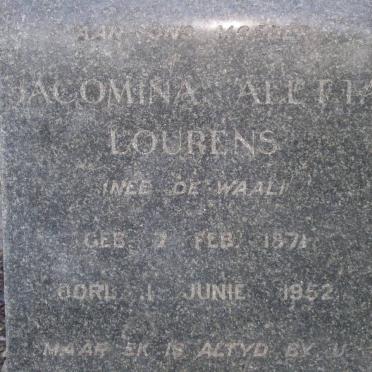 AAN ONS MOEDER
JACOMINA ALETTA
LOURENS
(NEE DE WAAL)
GEB. 7 FEB. 1871
OORL. 1 JUNIE 1952
MAAR EK IS ALTYD BY U